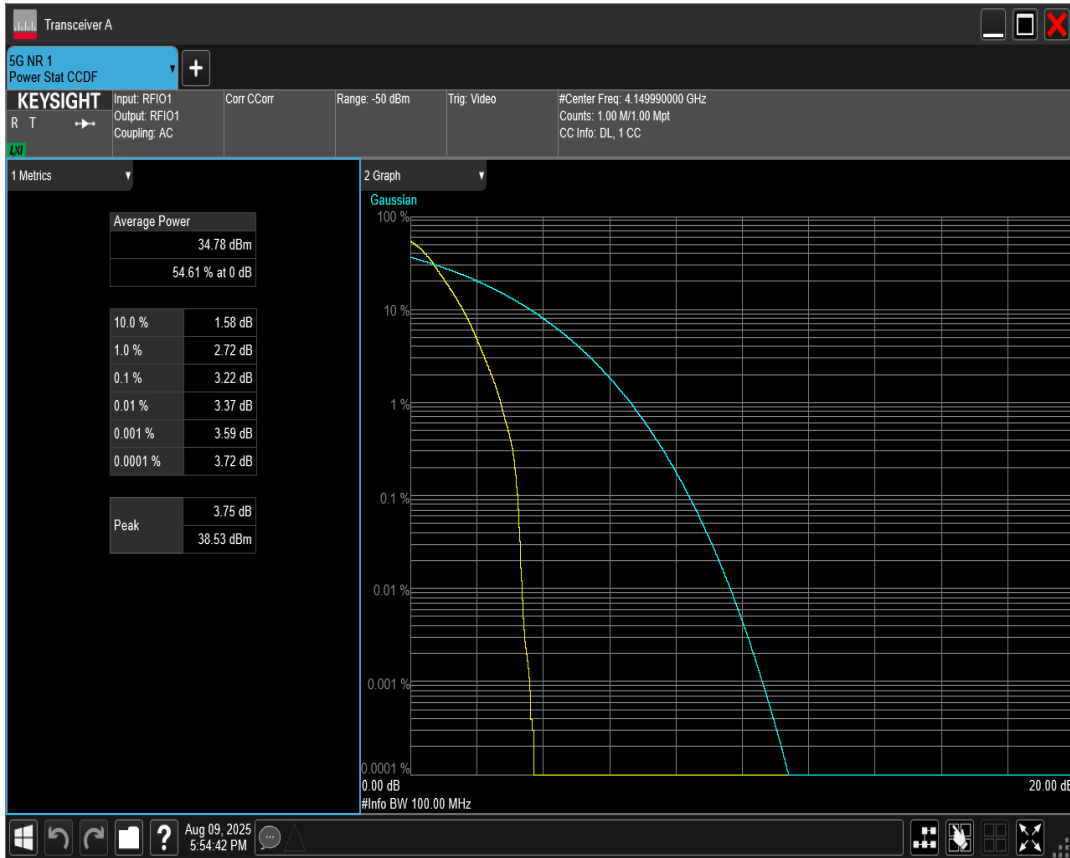 Transceiver A
5G NR 1
Power Stat CCDF
+
KEYSIGHT
R T
LXI
Input: RFIO1
Output: RFIO1
Coupling: AC
Corr CCorr
Range: -50 dBm
Trig: Video
#Center Freq: 4.149990000 GHz
Counts: 1.00 M/1.00 Mpt
CC Info: DL, 1 CC
1 Metrics
Average Power
34.78 dBm
54.61 % at 0 dB
10.0 % 1.58 dB
1.0 % 2.72 dB
0.1 % 3.22 dB
0.01 % 3.37 dB
0.001 % 3.59 dB
0.0001 % 3.72 dB
Peak
3.75 dB
38.53 dBm
2 Graph
Gaussian
100 %
10 %
1 %
0.1 %
0.01 %
0.001 %
0.0001 %
0.00 dB 20.00 dB
#Info BW 100.00 MHz
? Aug 09, 2025
5:54:42 PM